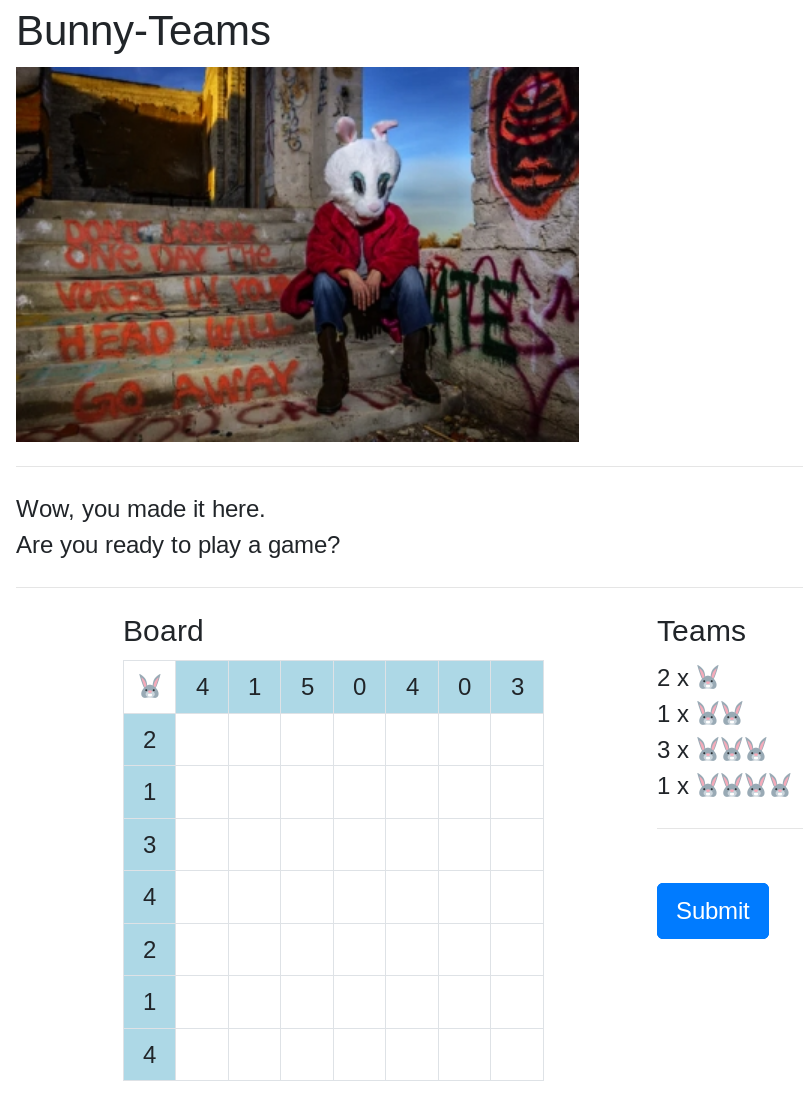 Bunny-Teams
DON'T WORRY
ONE DAY THE
VOICES IN YOUR
HEAD WILL
GO AWAY
YOU
Wow, you made it here.
Are you ready to play a game?
Board
Teams
4 1 5 0 4 0 3
2
1
3
4
2
1
4
2 x
1 x
3 x
1 x
Submit